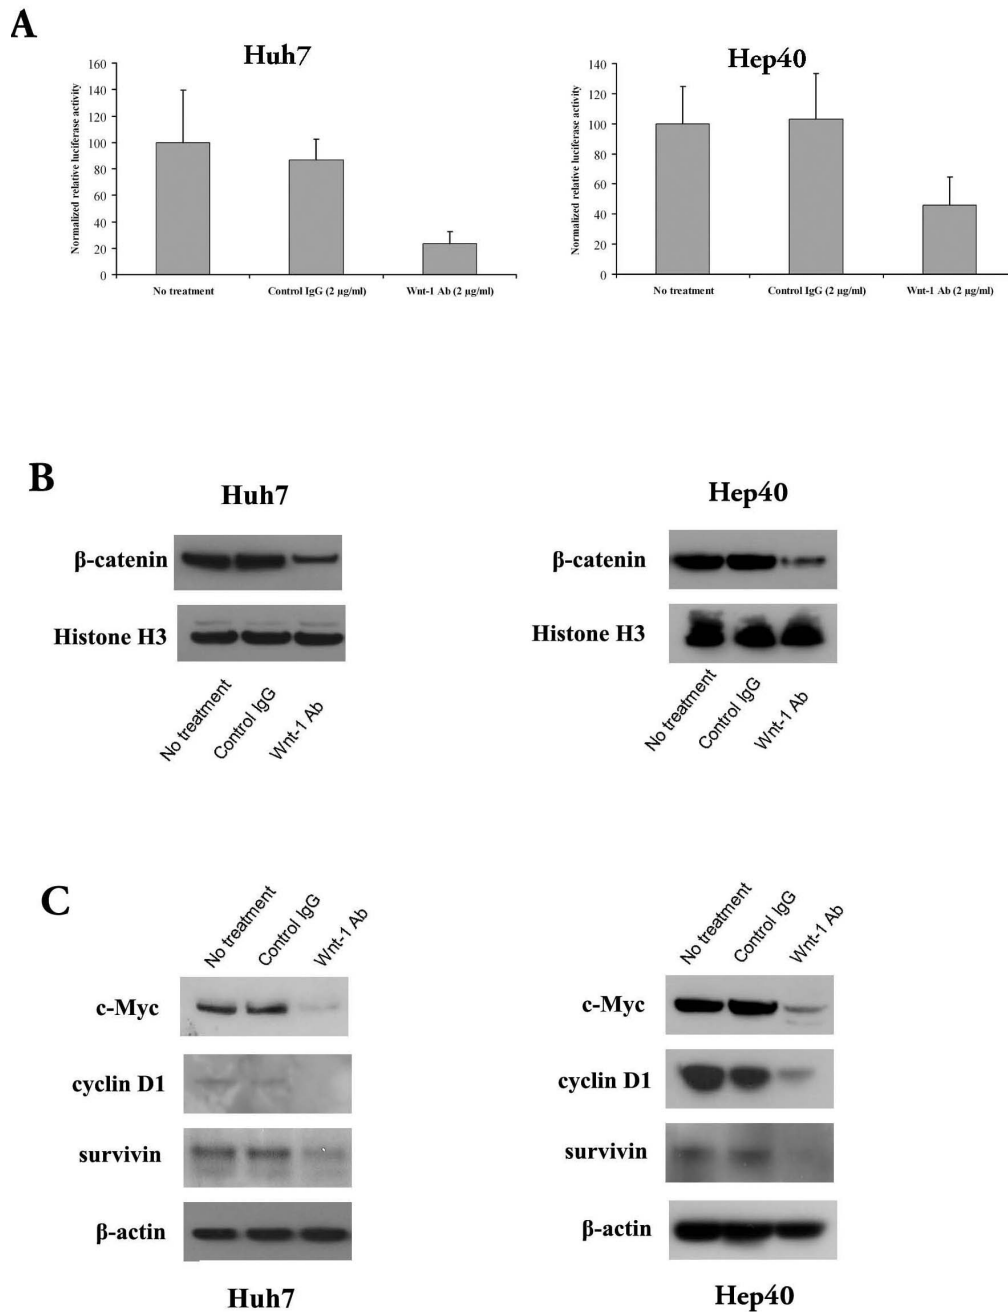 A
Huh7
Normalized relative luciferase activity
160
140
120
100
80
60
40
20
0
No treatment
Control IgG (2 µg/ml)
Wnt-1 Ab (2 µg/ml)
Hep40
Normalized relative luciferase activity
140
120
100
80
60
40
20
0
No treatment
Control IgG (2 µg/ml)
Wnt-1 Ab (2 µg/ml)
B
Huh7
β-catenin
Histone H3
No treatment
Control IgG
Wnt-1 Ab
Hep40
β-catenin
Histone H3
No treatment
Control IgG
Wnt-1 Ab
C
No treatment
Control IgG
Wnt-1 Ab
c-Myc
cyclin D1
survivin
β-actin
Huh7
No treatment
Control IgG
Wnt-1 Ab
c-Myc
cyclin D1
survivin
β-actin
Hep40